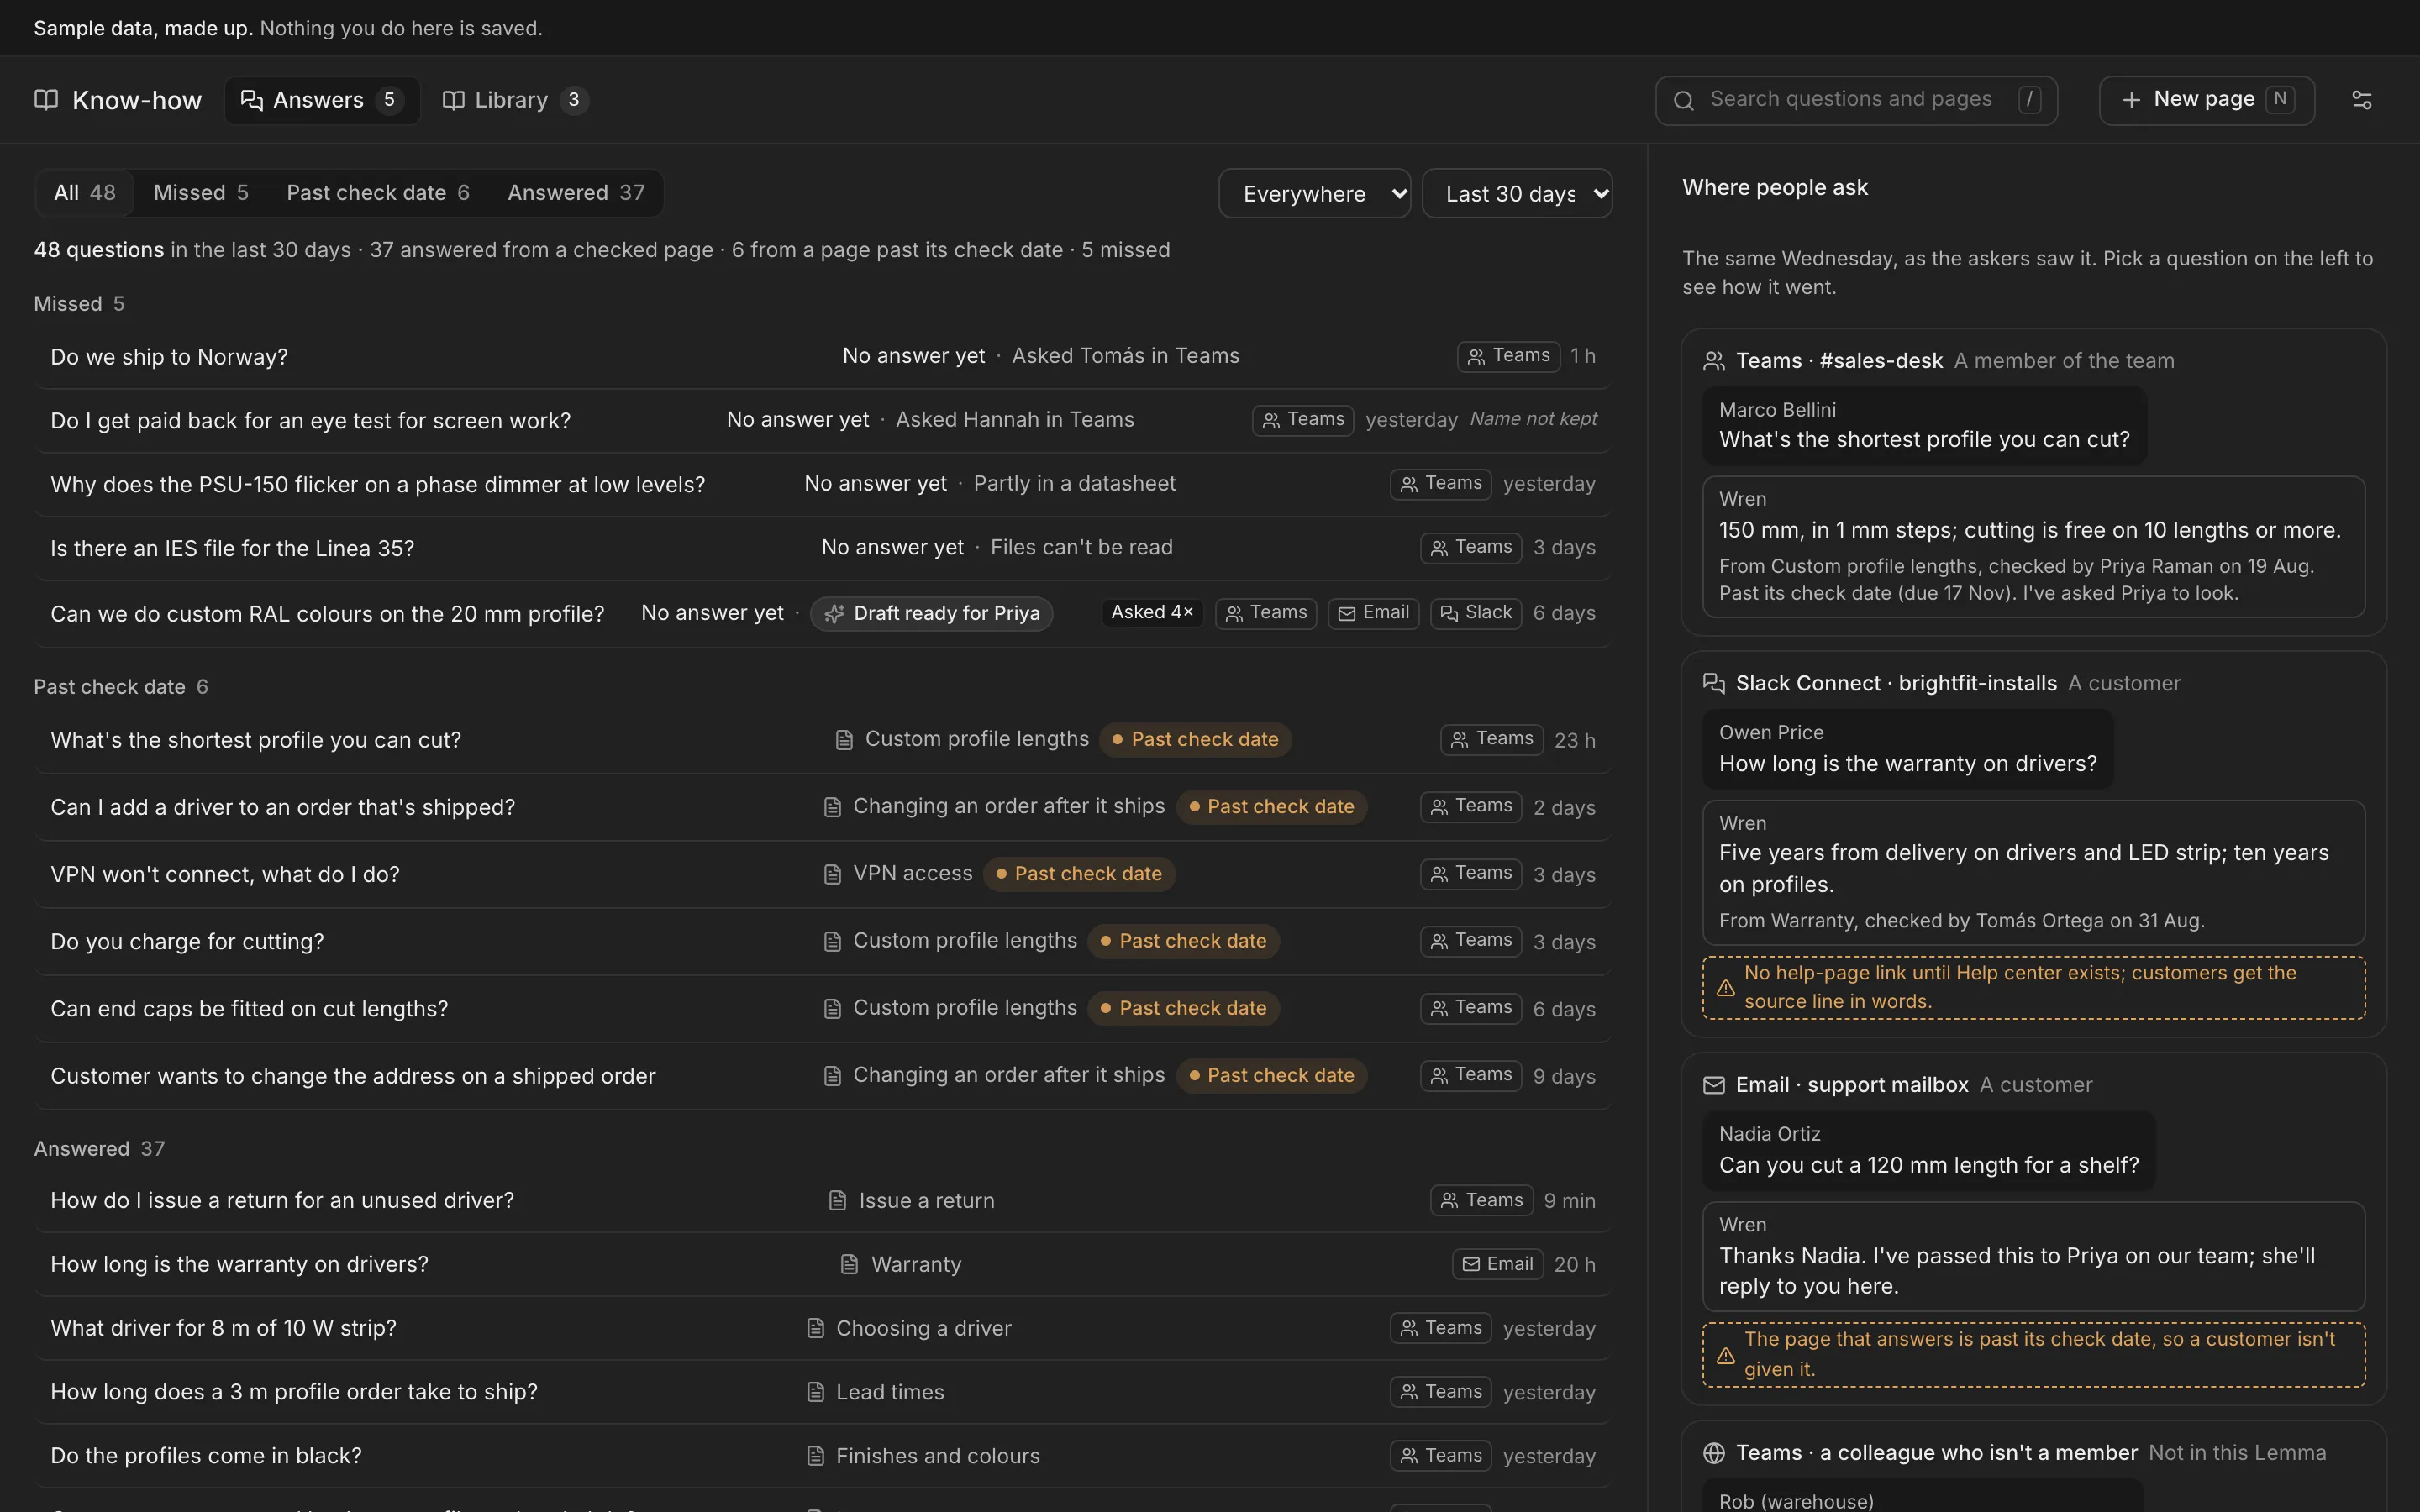 Sample data, made up. Nothing you do here is saved.
Know-how
Answers 5
Library 3
Search questions and pages /
New page N
All 48
Missed 5
Past check date 6
Answered 37
Everywhere
Last 30 days
48 questions in the last 30 days · 37 answered from a checked page · 6 from a page past its check date · 5 missed
Missed 5
Do we ship to Norway? No answer yet · Asked Tomás in Teams Teams 1 h
Do I get paid back for an eye test for screen work? No answer yet · Asked Hannah in Teams Teams yesterday Name not kept
Why does the PSU-150 flicker on a phase dimmer at low levels? No answer yet · Partly in a datasheet Teams yesterday
Is there an IES file for the Linea 35? No answer yet · Files can't be read Teams 3 days
Can we do custom RAL colours on the 20 mm profile? No answer yet · Draft ready for Priya Asked 4× Teams Email Slack 6 days
Past check date 6
What's the shortest profile you can cut? Custom profile lengths Past check date Teams 23 h
Can I add a driver to an order that's shipped? Changing an order after it ships Past check date Teams 2 days
VPN won't connect, what do I do? VPN access Past check date Teams 3 days
Do you charge for cutting? Custom profile lengths Past check date Teams 3 days
Can end caps be fitted on cut lengths? Custom profile lengths Past check date Teams 6 days
Customer wants to change the address on a shipped order Changing an order after it ships Past check date Teams 9 days
Answered 37
How do I issue a return for an unused driver? Issue a return Teams 9 min
How long is the warranty on drivers? Warranty Email 20 h
What driver for 8 m of 10 W strip? Choosing a driver Teams yesterday
How long does a 3 m profile order take to ship? Lead times Teams yesterday
Do the profiles come in black? Finishes and colours Teams yesterday
Where people ask
The same Wednesday, as the askers saw it. Pick a question on the left to
see how it went.
Teams · #sales-desk A member of the team
Marco Bellini
What's the shortest profile you can cut?
Wren
150 mm, in 1 mm steps; cutting is free on 10 lengths or more.
From Custom profile lengths, checked by Priya Raman on 19 Aug.
Past its check date (due 17 Nov). I've asked Priya to look.
Slack Connect · brightfit-installs A customer
Owen Price
How long is the warranty on drivers?
Wren
Five years from delivery on drivers and LED strip; ten years
on profiles.
From Warranty, checked by Tomás Ortega on 31 Aug.
No help-page link until Help center exists; customers get the
source line in words.
Email · support mailbox A customer
Nadia Ortiz
Can you cut a 120 mm length for a shelf?
Wren
Thanks Nadia. I've passed this to Priya on our team; she'll
reply to you here.
The page that answers is past its check date, so a customer isn't
given it.
Teams · a colleague who isn't a member Not in this Lemma
Rob (warehouse)